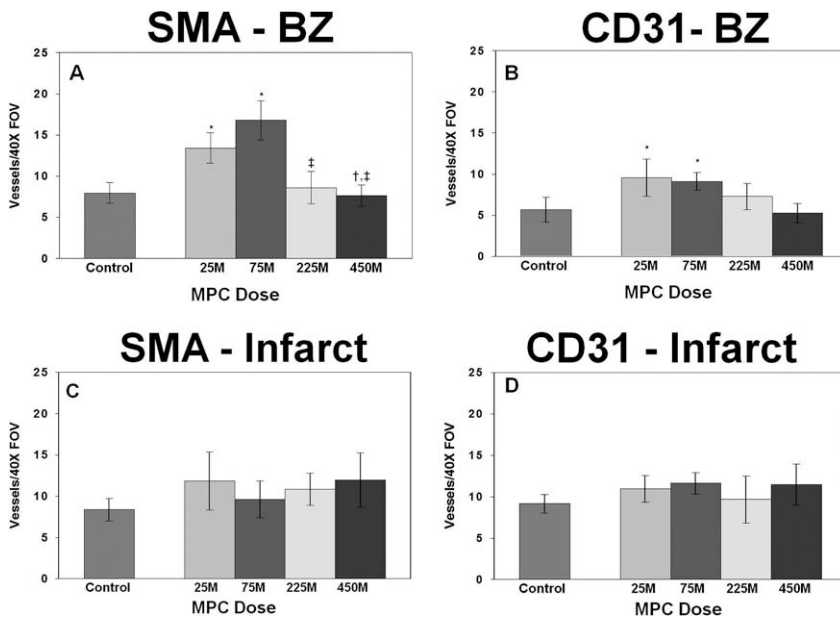 SMA - BZ
A
Vessels/40X FOV
25
20
15
10
5
0
*
*
‡
†,‡
Control
25M 75M 225M 450M
MPC Dose
CD31- BZ
B
Vessels/40X FOV
25
20
15
10
5
0
*
*
Control
25M 75M 225M 450M
MPC Dose
SMA - Infarct
C
Vessels/40X FOV
25
20
15
10
5
0
Control
25M 75M 225M 450M
MPC Dose
CD31 - Infarct
D
Vessels/40X FOV
25
20
15
10
5
0
Control
25M 75M 225M 450M
MPC Dose